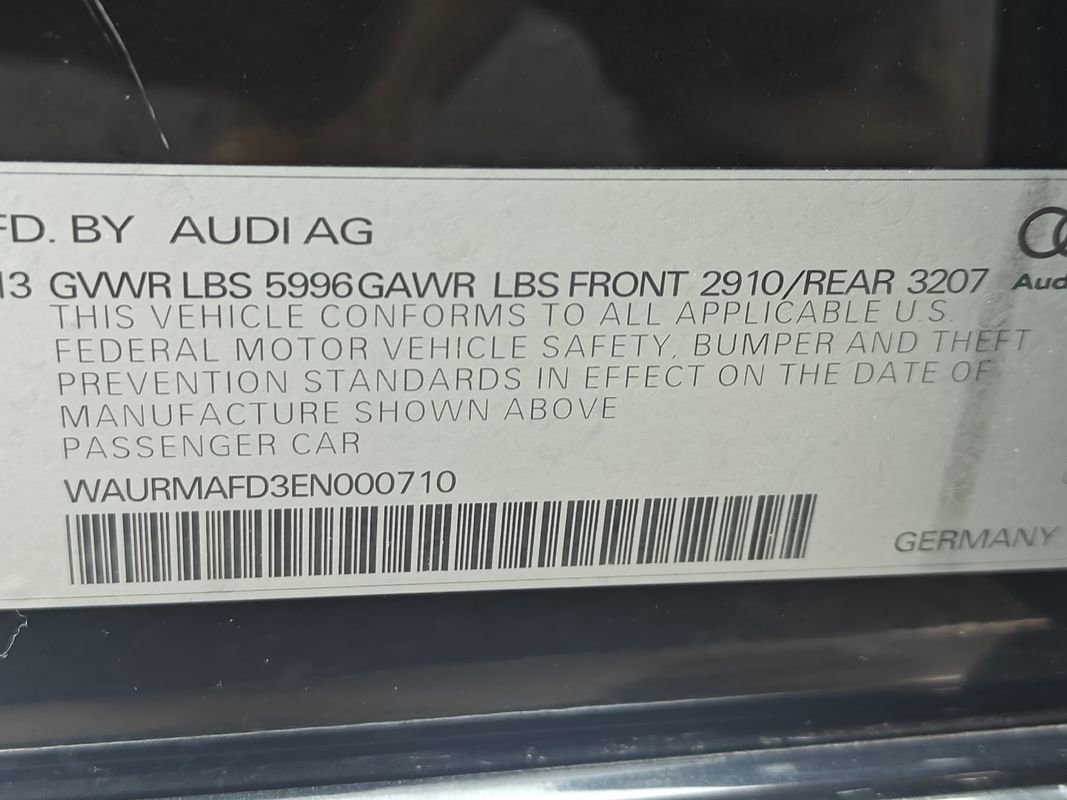 FD. BY AUDI AG
13 GVWR LBS 5996 GAWR LBS FRONT 2910/REAR 3207
Aud
THIS VEHICLE CONFORMS TO ALL APPLICABLE U.S.
FEDERAL MOTOR VEHICLE SAFETY, BUMPER AND THEFT
PREVENTION STANDARDS IN EFFECT ON THE DATE OF
MANUFACTURE SHOWN ABOVE
PASSENGER CAR
WAURMAFD3EN000710
GERMANY